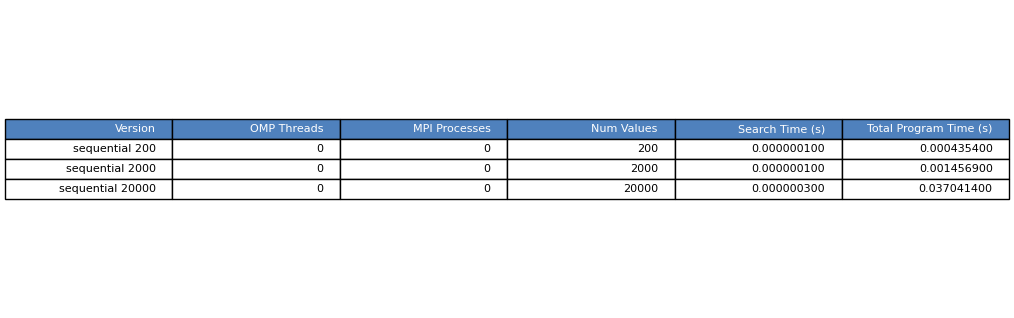 Version OMP Threads MPI Processes Num Values Search Time (s) Total Program Time (s)
sequential 200 0 0 200 0.000000100 0.000435400
sequential 2000 0 0 2000 0.000000100 0.001456900
sequential 20000 0 0 20000 0.000000300 0.037041400